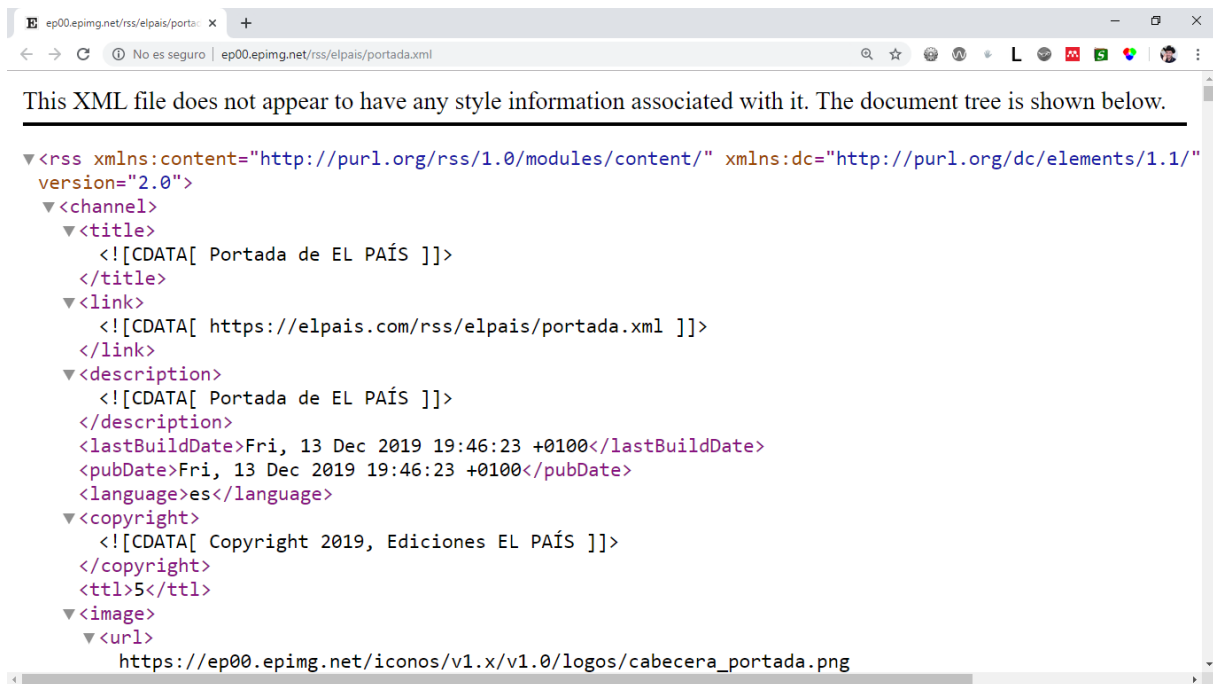 ep00.epimg.net/rss/elpais/portad
No es seguro | ep00.epimg.net/rss/elpais/portada.xml
This XML file does not appear to have any style information associated with it. The document tree is shown below.
<rss xmlns:content="http://purl.org/rss/1.0/modules/content/" xmlns:dc="http://purl.org/dc/elements/1.1/"
version="2.0">
<channel>
<title>
<![CDATA[ Portada de EL PAÍS ]]>
</title>
<link>
<![CDATA[ https://elpais.com/rss/elpais/portada.xml ]]>
</link>
<description>
<![CDATA[ Portada de EL PAÍS ]]>
</description>
<lastBuildDate>Fri, 13 Dec 2019 19:46:23 +0100</lastBuildDate>
<pubDate>Fri, 13 Dec 2019 19:46:23 +0100</pubDate>
<language>es</language>
<copyright>
<![CDATA[ Copyright 2019, Ediciones EL PAÍS ]]>
</copyright>
<ttl>5</ttl>
<image>
<url>
https://ep00.epimg.net/iconos/v1.x/v1.0/logos/cabecera_portada.png